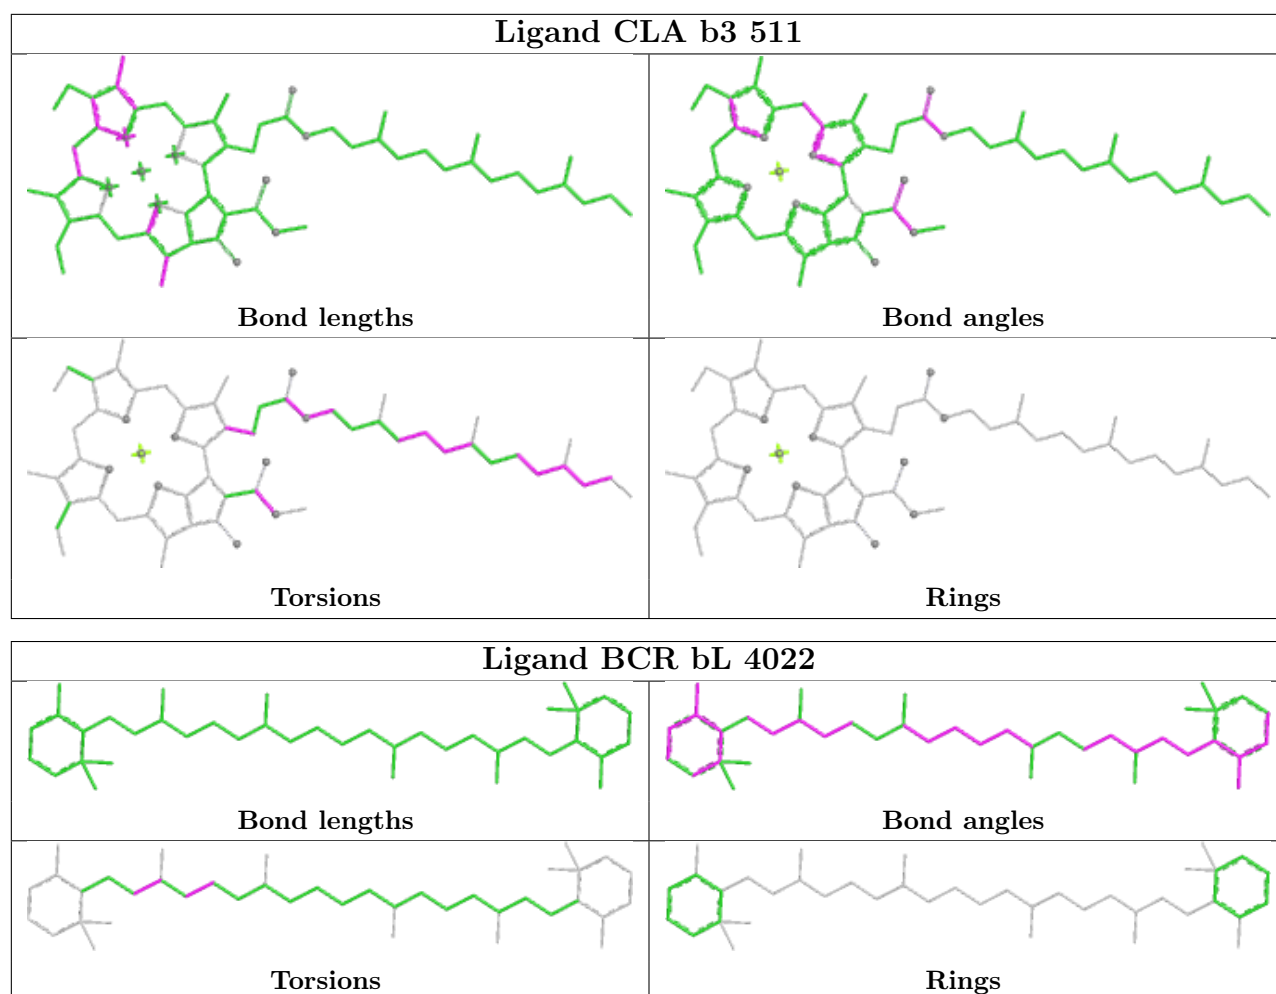 Ligand CLA b3 511
Bond lengths
Bond angles
Torsions
Rings
Ligand BCR bL 4022
Bond lengths
Bond angles
Torsions
Rings